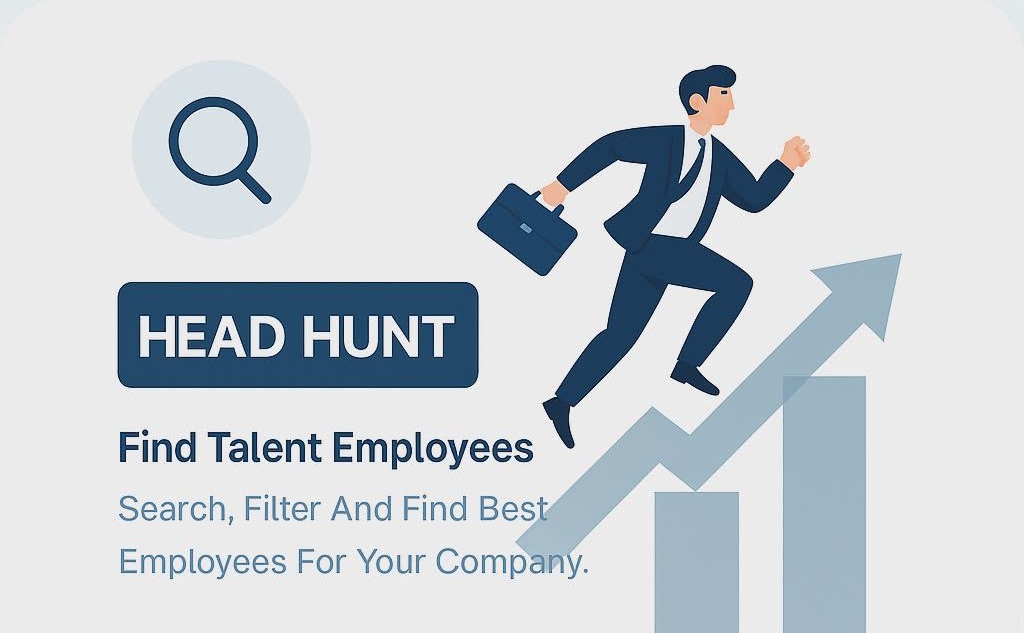 HEAD HUNT
Find Talent Employees
Search, Filter And Find Best
Employees For Your Company.